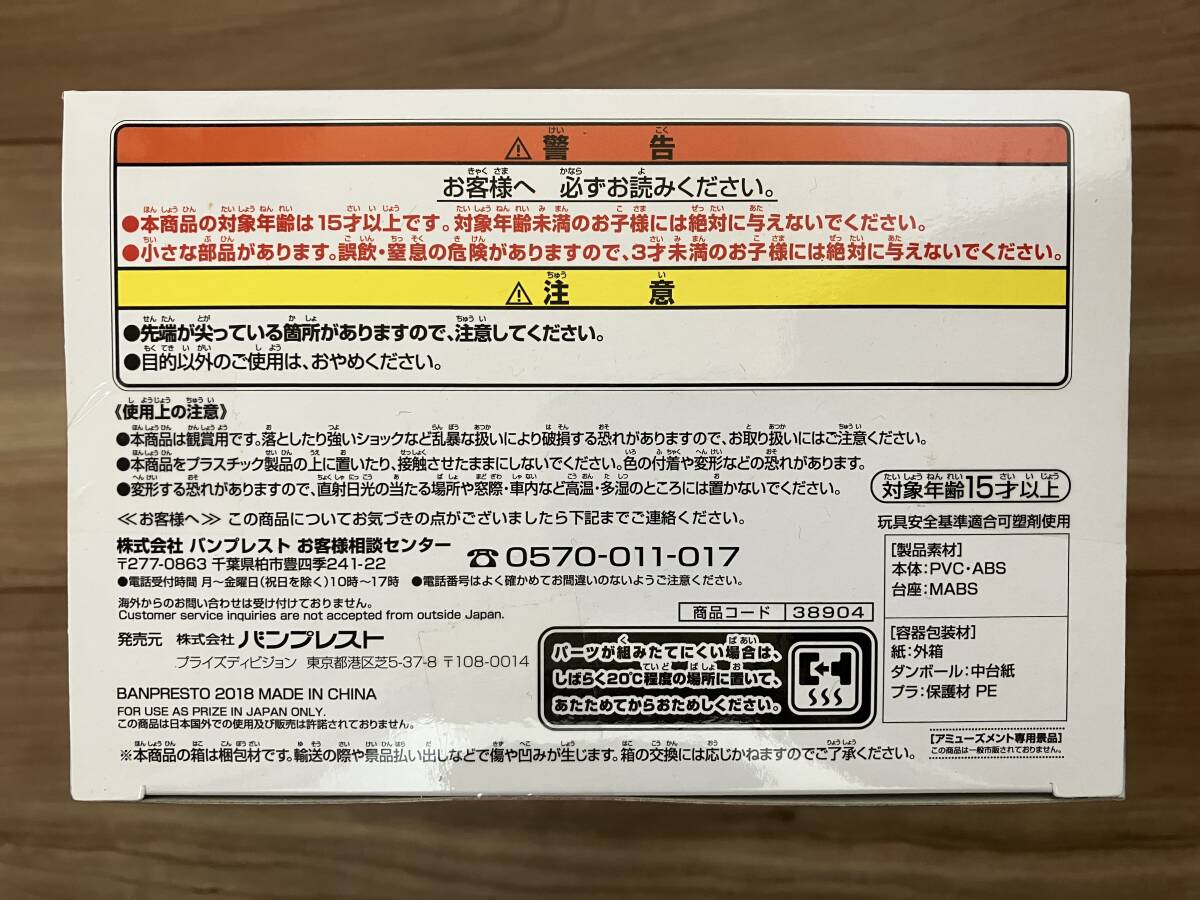 ⚠警告
お客様へ 必ずお読みください。
●本商品の対象年齢は15才以上です。対象年齢未満のお子様には絶対に与えないでください。
●小さな部品があります。誤飲・窒息の危険がありますので、3才未満のお子様には絶対に与えないでください。
⚠注意
●先端が尖っている箇所がありますので、注意してください。
●目的以外のご使用は、おやめください。
《使用上の注意》
●本商品は観賞用です。落としたり強いショックなど乱暴な扱いにより破損する恐れがありますので、お取り扱いにはご注意ください。
●本商品をプラスチック製品の上に置いたり、接触させたままにしないでください。色の付着や変形などの恐れがあります。
●変形する恐れがありますので、直射日光の当たる場所や窓際・車内など高温・多湿のところには置かないでください。
対象年齢15才以上
≪お客様へ≫ この商品についてお気づきの点がございましたら下記までご連絡ください。
玩具安全基準適合可塑剤使用
株式会社 バンプレスト お客様相談センター ☎0570-011-017
〒277-0863 千葉県柏市豊四季241-22
●電話受付時間 月～金曜日(祝日を除く)10時～17時 ●電話番号はよく確かめてお間違いのないようご注意ください。
海外からのお問い合わせは受け付けておりません。
Customer service inquiries are not accepted from outside Japan.
商品コード 38904
発売元 株式会社 バンプレスト
プライズディビジョン 東京都港区芝5-37-8 〒108-0014
BANPRESTO 2018 MADE IN CHINA
FOR USE AS PRIZE IN JAPAN ONLY.
この商品は日本国外での使用及び販売は許諾されておりません。
パーツが組みたてにくい場合は、
しばらく20℃程度の場所に置いて、
あたためてからおためしください。
[製品素材]
本体:PVC・ABS
台座:MABS
[容器包装材]
紙:外箱
ダンボール:中台紙
プラ:保護材 PE
[アミューズメント専用景品]
この商品は一般市販されておりません。
※本商品の箱は梱包材です。輸送の際や景品払い出しなどで傷や凹みが生じます。箱の交換には応じかねますのでご了承ください。